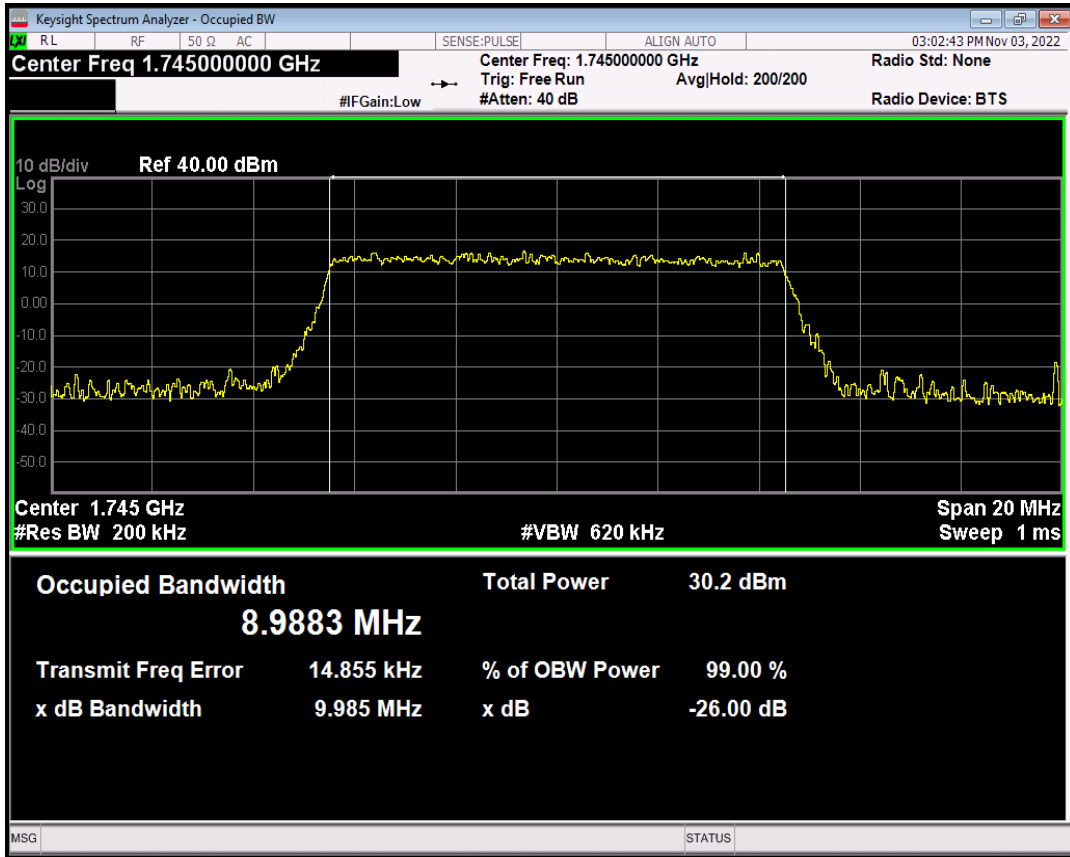 Keysight Spectrum Analyzer - Occupied BW
LXI RL RF 50 Ω AC SENSE:PULSE ALIGN AUTO 03:02:43 PM Nov 03, 2022
Center Freq 1.745000000 GHz Center Freq: 1.745000000 GHz Radio Std: None
Trig: Free Run Avg|Hold: 200/200
#IFGain:Low #Atten: 40 dB Radio Device: BTS
10 dB/div Ref 40.00 dBm
Log
30.0
20.0
10.0
0.00
-10.0
-20.0
-30.0
-40.0
-50.0
Center 1.745 GHz Span 20 MHz
#Res BW 200 kHz #VBW 620 kHz Sweep 1 ms
Occupied Bandwidth Total Power 30.2 dBm
8.9883 MHz
Transmit Freq Error 14.855 kHz % of OBW Power 99.00 %
x dB Bandwidth 9.985 MHz x dB -26.00 dB
MSG STATUS